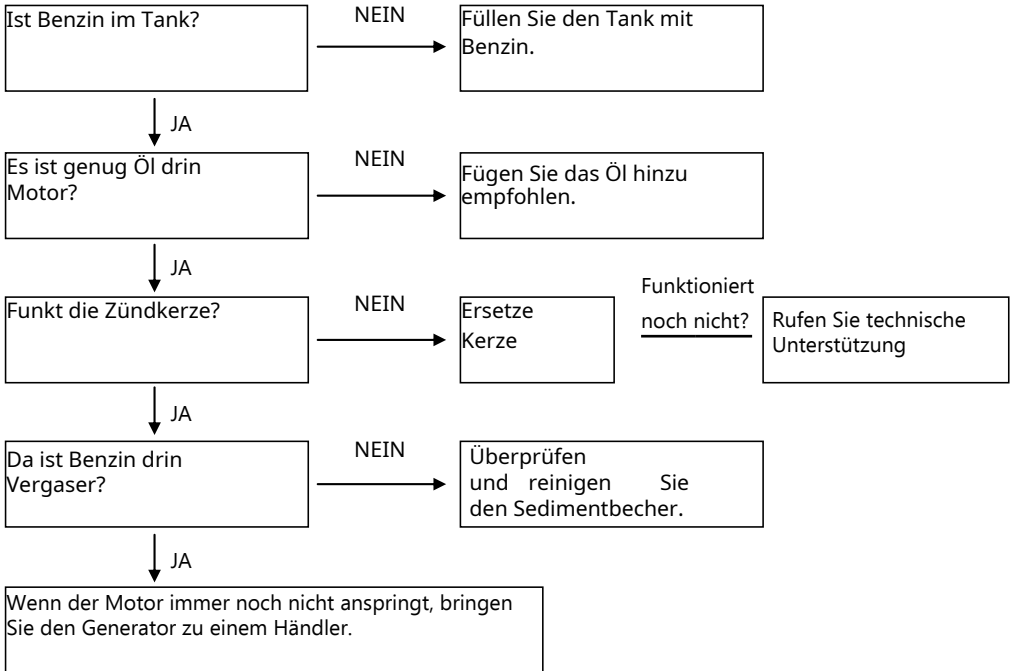 Ist Benzin im Tank?
NEIN
Füllen Sie den Tank mit
Benzin.
JA
Es ist genug Öl drin
Motor?
NEIN
Fügen Sie das Öl hinzu
empfohlen.
JA
Funkt die Zündkerze?
NEIN
Ersetze
Kerze
Funktioniert
noch nicht?
Rufen Sie technische
Unterstützung
JA
Da ist Benzin drin
Vergaser?
NEIN
Überprüfen
und reinigen Sie
den Sedimentbecher.
JA
Wenn der Motor immer noch nicht anspringt, bringen
Sie den Generator zu einem Händler.